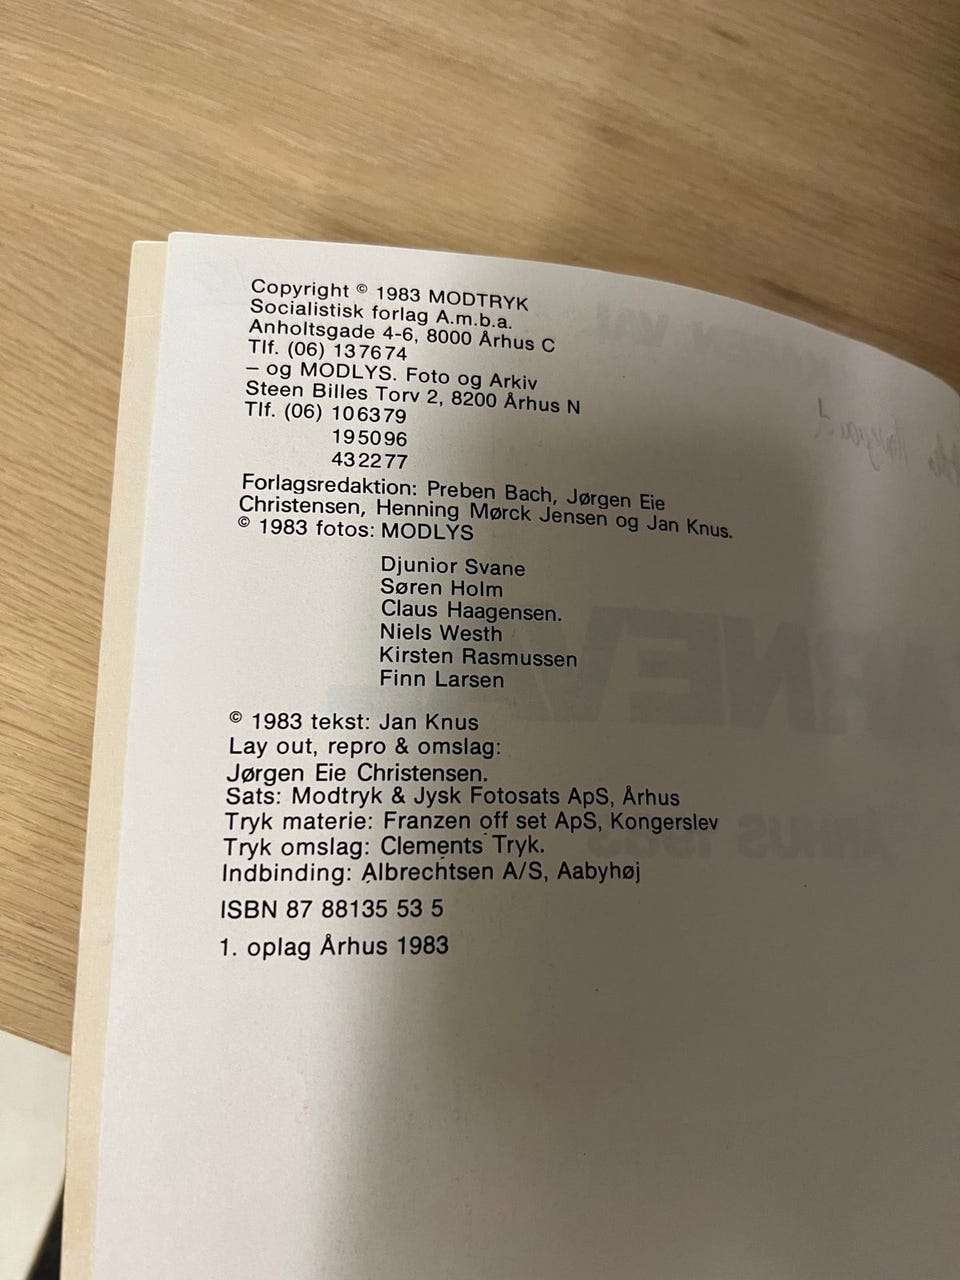 Copyright © 1983 MODTRYK
Socialistisk forlag A.m.b.a.
Anholtsgade 4-6, 8000 Århus C
Tlf. (06) 137674
– og MODLYS. Foto og Arkiv
Steen Billes Torv 2, 8200 Århus N
Tlf. (06) 106379
195096
432277
Forlagsredaktion: Preben Bach, Jørgen Eie
Christensen, Henning Mørck Jensen og Jan Knus.
© 1983 fotos: MODLYS
Djunior Svane
Søren Holm
Claus Haagensen.
Niels Westh
Kirsten Rasmussen
Finn Larsen
© 1983 tekst: Jan Knus
Lay out, repro & omslag:
Jørgen Eie Christensen.
Sats: Modtryk & Jysk Fotosats ApS, Århus
Tryk materie: Franzen off set ApS, Kongerslev
Tryk omslag: Clements Tryk.
Indbinding: Albrechtsen A/S, Aabyhøj
ISBN 87 88135 53 5
1. oplag Århus 1983